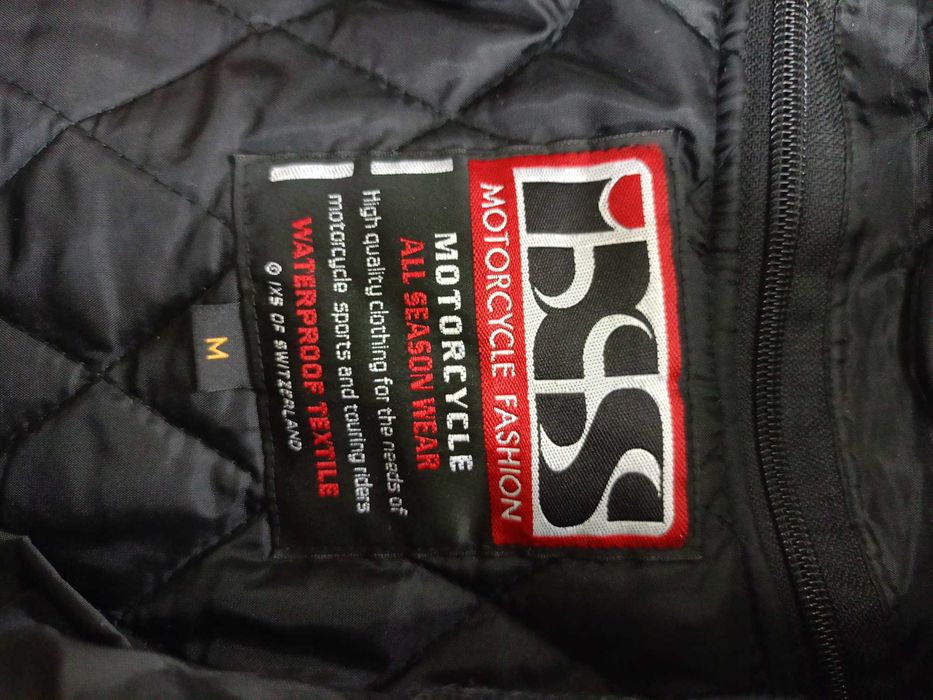 iXS
MOTORCYCLE FASHION
MOTORCYCLE
ALL SEASON WEAR
High quality clothing for the needs of
motorcycle sports and touring riders
WATERPROOF TEXTILE
© IXS OF SWITZERLAND
M